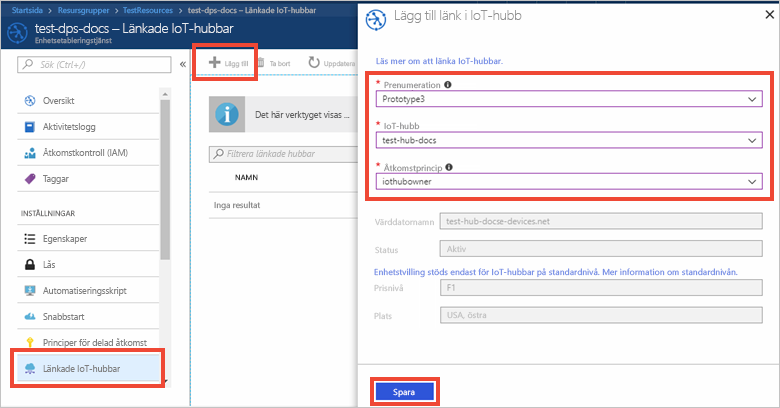 Startsida > Resursgrupper > TestResources > test-dps-docs – Länkade IoT-hubbar
test-dps-docs – Länkade IoT-hubbar
Enhetsetableringstjänst
Sök (Ctrl+/)
Översikt
Aktivitetslogg
Åtkomstkontroll (IAM)
Taggar
INSTÄLLNINGAR
Egenskaper
Lås
Automatiseringsskript
Snabbstart
Principer för delad åtkomst
Länkade IoT-hubbar
Lägg till
Ta bort
Uppdatera
Det här verktyget visas ...
Filtrera länkade hubbar
NAMN
Inga resultat
Lägg till länk i IoT-hubb
Läs mer om att länka IoT-hubbar.
* Prenumeration
Prototype3
* IoT-hubb
test-hub-docs
* Åtkomstprincip
iothubowner
Värddatornamn
test-hub-docse-devices.net
Status
Aktiv
Enhetstvilling stöds endast för IoT-hubbar på standardnivå. Mer information om standardnivån.
Prisnivå
F1
Plats
USA, östra
Spara